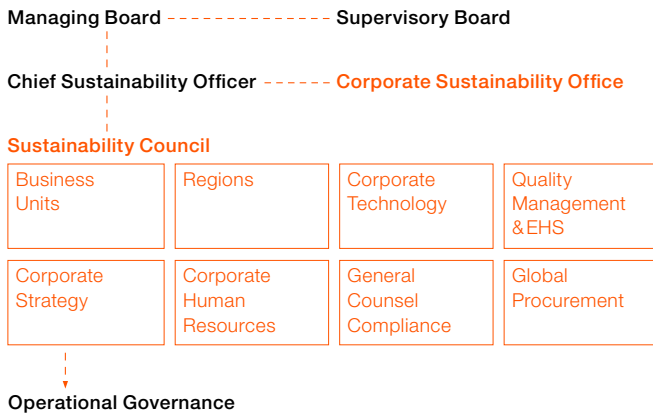 Managing Board
Supervisory Board
Chief Sustainability Officer
Corporate Sustainability Office
Sustainability Council
Business
Units
Regions
Corporate
Technology
Quality
Management
& EHS
Corporate
Strategy
Corporate
Human
Resources
General
Counsel
Compliance
Global
Procurement
Operational Governance